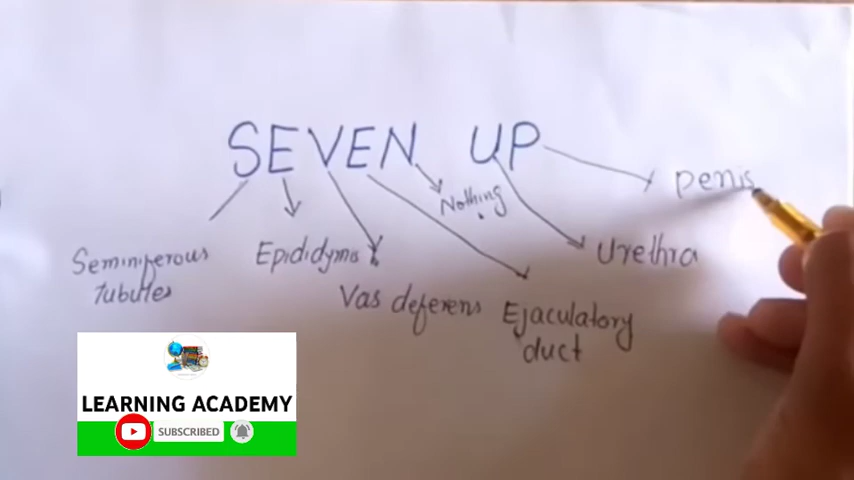 SEVEN UP
Nothing
penis
Seminiferous
tubules
Epididymis
Vas deferens
Ejaculatory
duct
Urethra
LEARNING ACADEMY
SUBSCRIBED